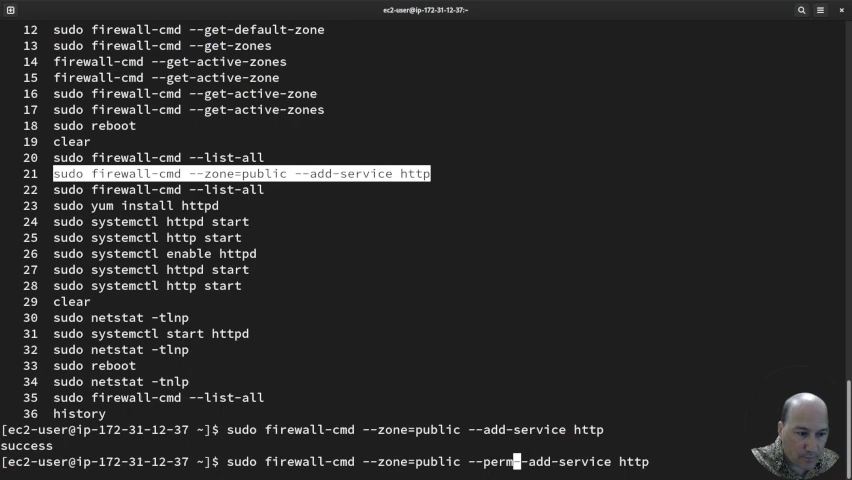 ec2-user@ip-172-31-12-37:~
12 sudo firewall-cmd --get-default-zone
13 sudo firewall-cmd --get-zones
14 firewall-cmd --get-active-zones
15 firewall-cmd --get-active-zone
16 sudo firewall-cmd --get-active-zone
17 sudo firewall-cmd --get-active-zones
18 sudo reboot
19 clear
20 sudo firewall-cmd --list-all
21 sudo firewall-cmd --zone=public --add-service http
22 sudo firewall-cmd --list-all
23 sudo yum install httpd
24 sudo systemctl httpd start
25 sudo systemctl http start
26 sudo systemctl enable httpd
27 sudo systemctl httpd start
28 sudo systemctl http start
29 clear
30 sudo netstat -tlnp
31 sudo systemctl start httpd
32 sudo netstat -tlnp
33 sudo reboot
34 sudo netstat -tnlp
35 sudo firewall-cmd --list-all
36 history
[ec2-user@ip-172-31-12-37 ~]$ sudo firewall-cmd --zone=public --add-service http
success
[ec2-user@ip-172-31-12-37 ~]$ sudo firewall-cmd --zone=public --perm--add-service http